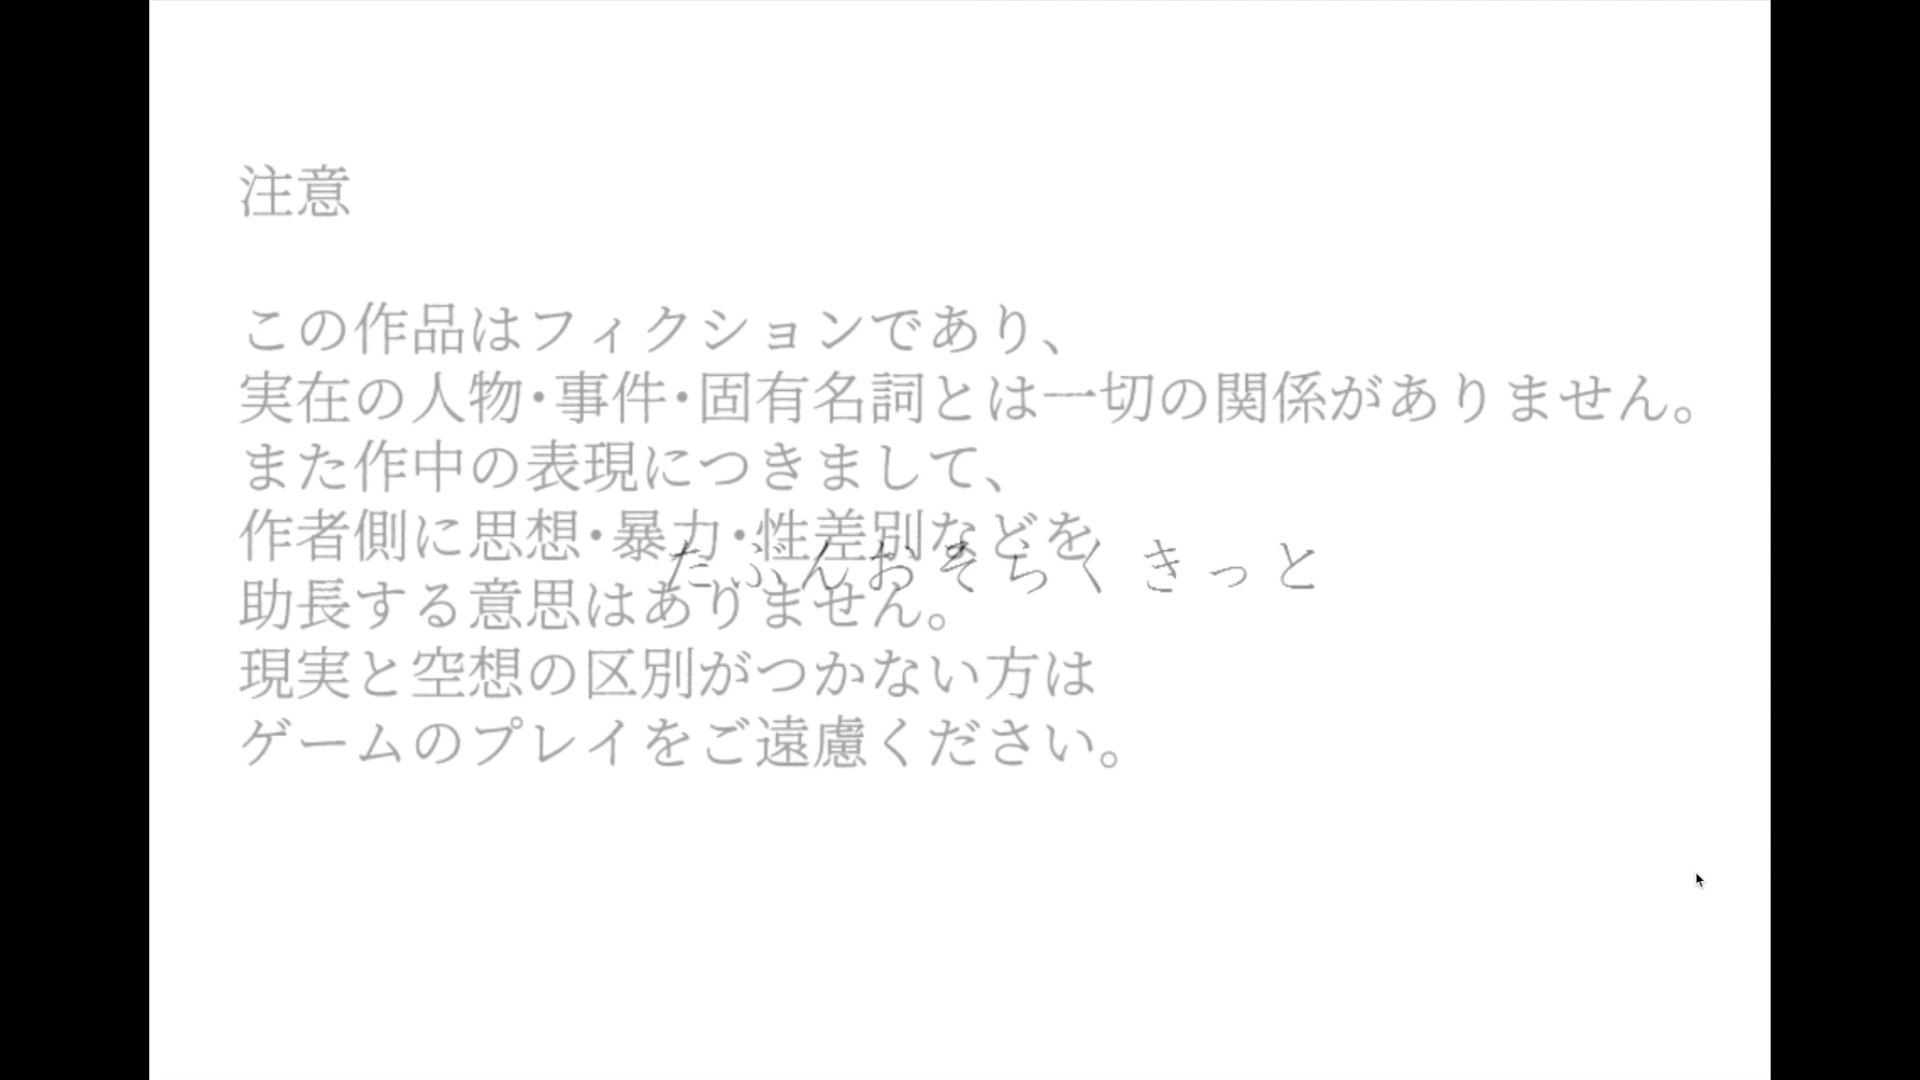 注意
この作品はフィクションであり、
実在の人物･事件･固有名詞とは一切の関係がありません。
また作中の表現につきまして、
作者側に思想･暴力･性差別などを
たぶんおそらくきっと
助長する意思はありません。
現実と空想の区別がつかない方は
ゲームのプレイをご遠慮ください。